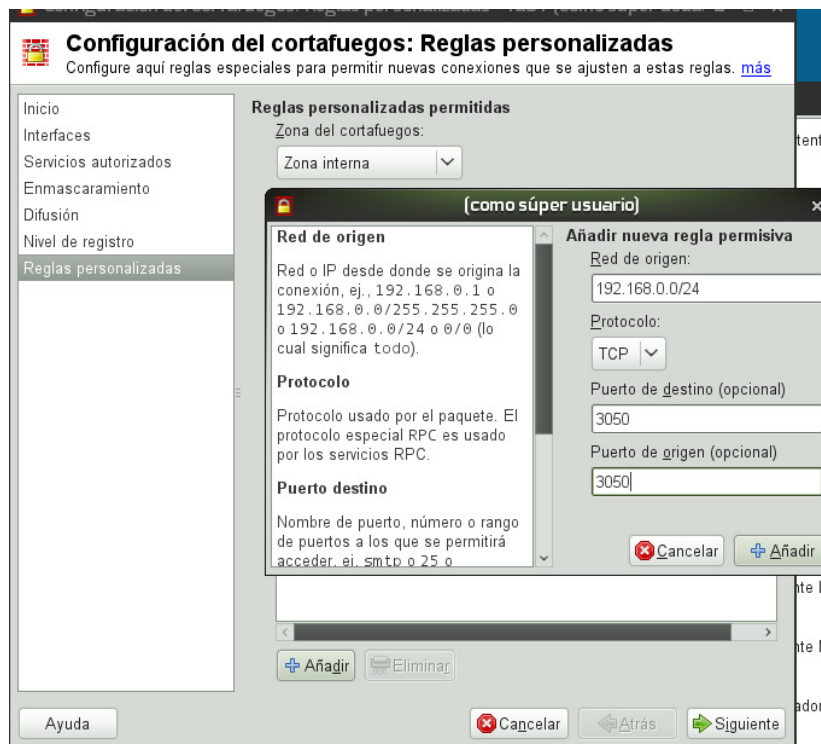 Configuración del cortafuegos: Reglas personalizadas
Configure aquí reglas especiales para permitir nuevas conexiones que se ajusten a estas reglas. más
Inicio
Interfaces
Servicios autorizados
Enmascaramiento
Difusión
Nivel de registro
Reglas personalizadas
Reglas personalizadas permitidas
Zona del cortafuegos:
Zona interna
(como súper usuario)
Red de origen
Red o IP desde donde se origina la
conexión, ej., 192.168.0.1 o
192.168.0.0/255.255.255.0
o 192.168.0.0/24 o 0/0 (lo
cual significa todo).
Protocolo
Protocolo usado por el paquete. El
protocolo especial RPC es usado
por los servicios RPC.
Puerto destino
Nombre de puerto, número o rango
de puertos a los que se permitirá
acceder, ej. smtp o 25 o
Añadir nueva regla permisiva
Red de origen:
192.168.0.0/24
Protocolo:
TCP
Puerto de destino (opcional)
3050
Puerto de origen (opcional)
3050
Cancelar
Añadir
Añadir
Eliminar
Ayuda
Cancelar
Atrás
Siguiente